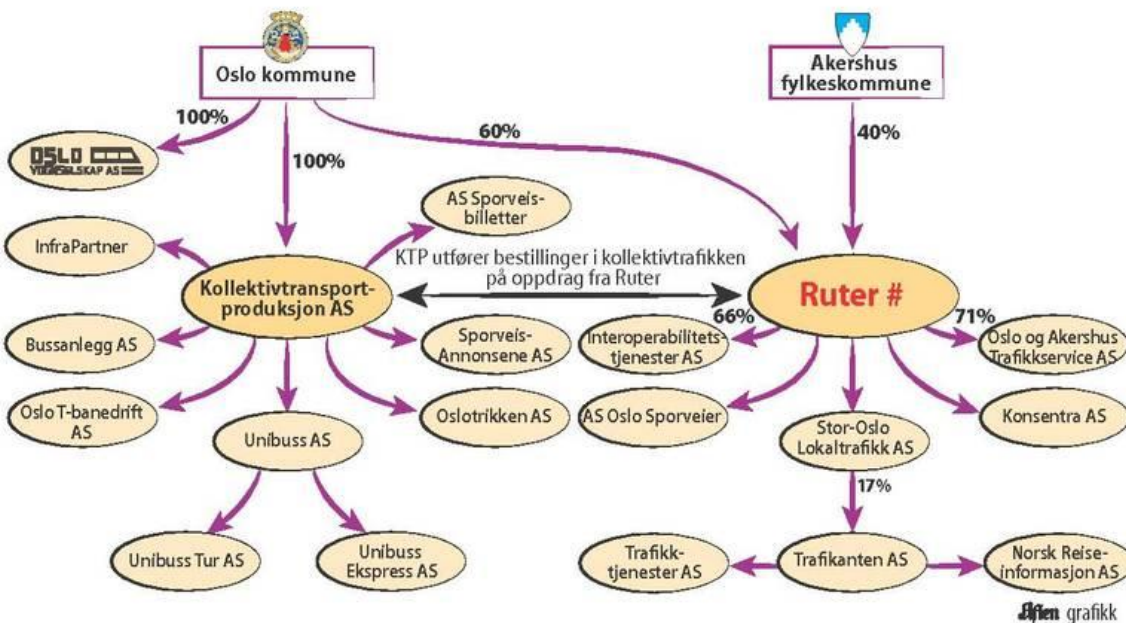 Oslo kommune
Akershus
fylkeskommune
100%
100%
60%
40%
OSLO
VOGNSELSKAP AS
AS Sporveis-
billetter
InfraPartner
KTP utfører bestillinger i kollektivtrafikken
på oppdrag fra Ruter
Kollektivtransport-
produksjon AS
Ruter #
66%
71%
Bussanlegg AS
Sporveis-
Annonsene AS
Interoperabilitets-
tjenester AS
Oslo og Akershus
Trafikkservice AS
Oslo T-banedrift
AS
Oslotrikken AS
AS Oslo Sporveier
Konsentra AS
Unibuss AS
Stor-Oslo
Lokaltrafikk AS
17%
Unibuss Tur AS
Unibuss
Ekspress AS
Trafikk-
tjenester AS
Trafikanten AS
Norsk Reise-
informasjon AS
Aften grafikk